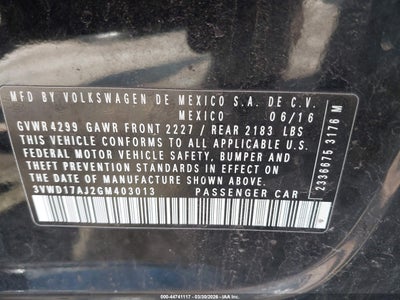 MFD BY VOLKSWAGEN DE MEXICO S.A. DE C.V.
MEXICO 06/16
GVWR 4299 GAWR FRONT 2227 / REAR 2183 LBS
THIS VEHICLE CONFORMS TO ALL APPLICABLE
FEDERAL MOTOR VEHICLE SAFETY, BUMPER AND
THEFT PREVENTION STANDARDS IN EFFECT ON
THE DATE OF MANUFACTURE SHOWN ABOVE.
3VWD17AJ2GM403013 PASSENGER CAR
2336675 3176 M
000-44741117 - 03/30/2026 - IAA Inc.